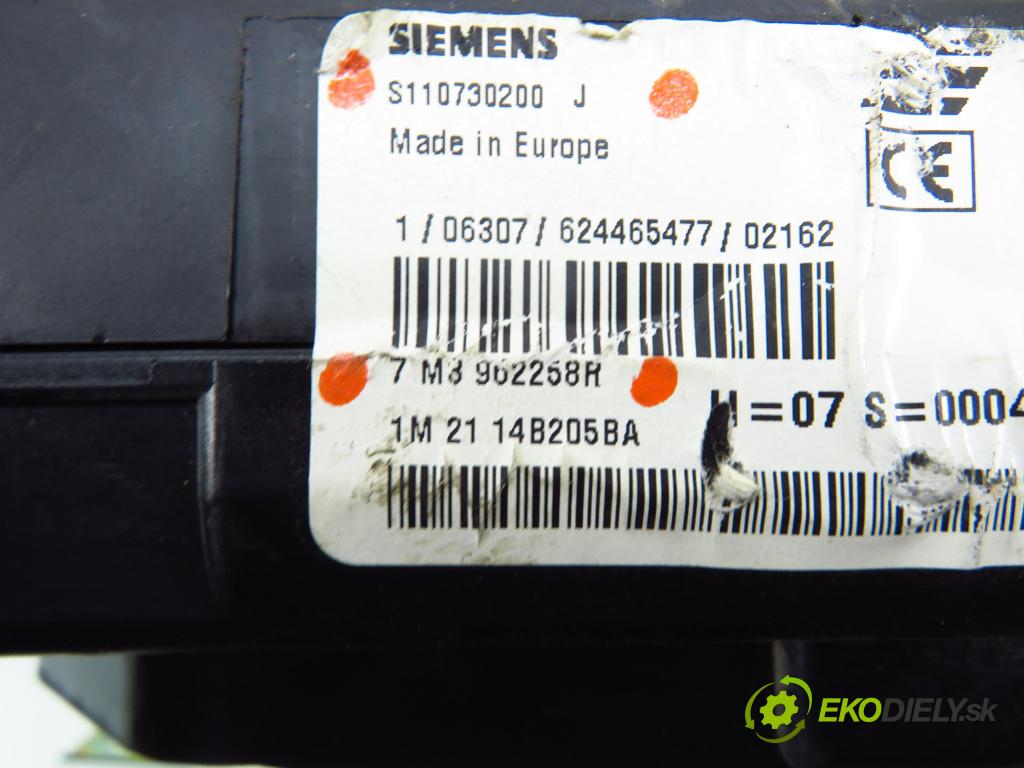 SIEMENS
S110730200 J
Made in Europe
CE
1 / 06307 / 624465477 / 02162
7 M3 962258R
H =07 S =0004
1M 21 14B205BA
EKODIELY.sk